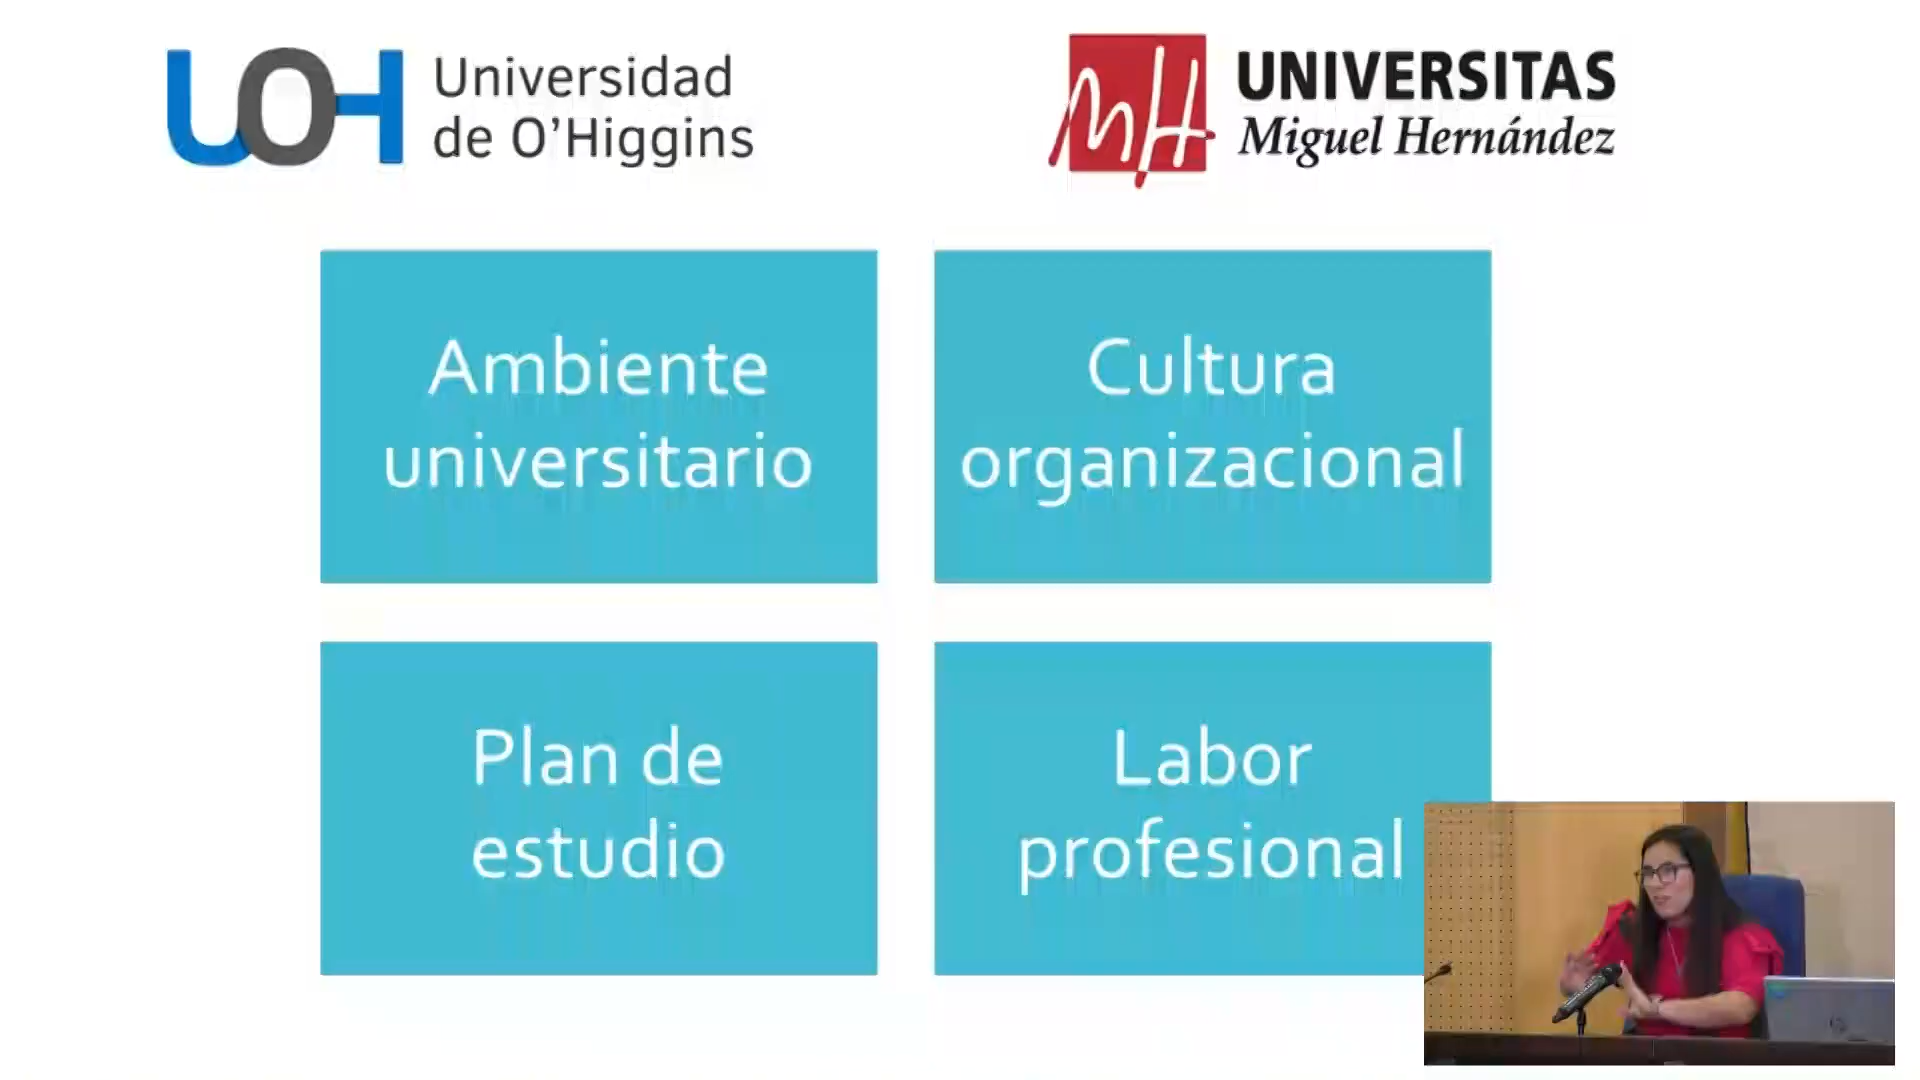 UOH
Universidad
de O'Higgins
MH
UNIVERSITAS
Miguel Hernández
Ambiente
universitario
Cultura
organizacional
Plan de
estudio
Labor
profesional